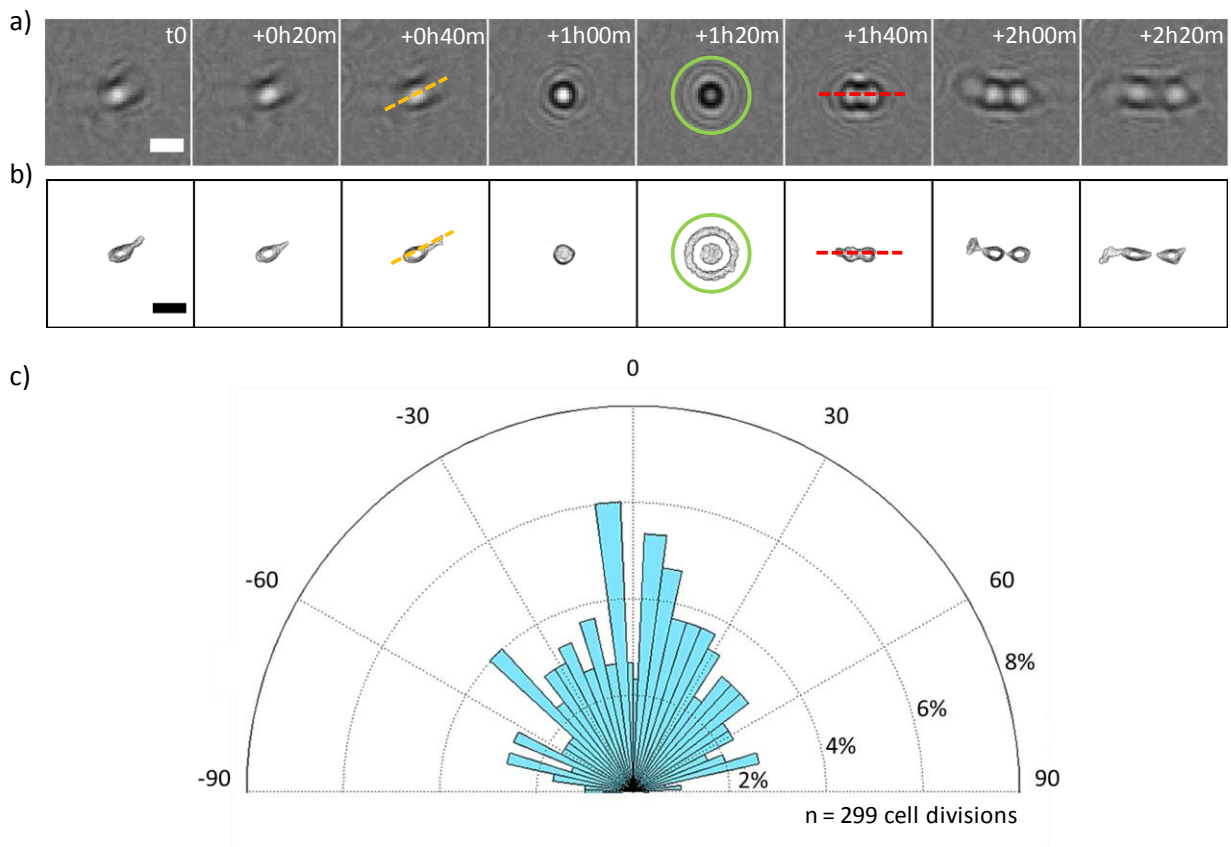 a)
t0 +0h20m +0h40m +1h00m +1h20m +1h40m +2h00m +2h20m
b)
c)
0
-30 30
-60 60
8%
6%
4%
-90 2% 90
n = 299 cell divisions